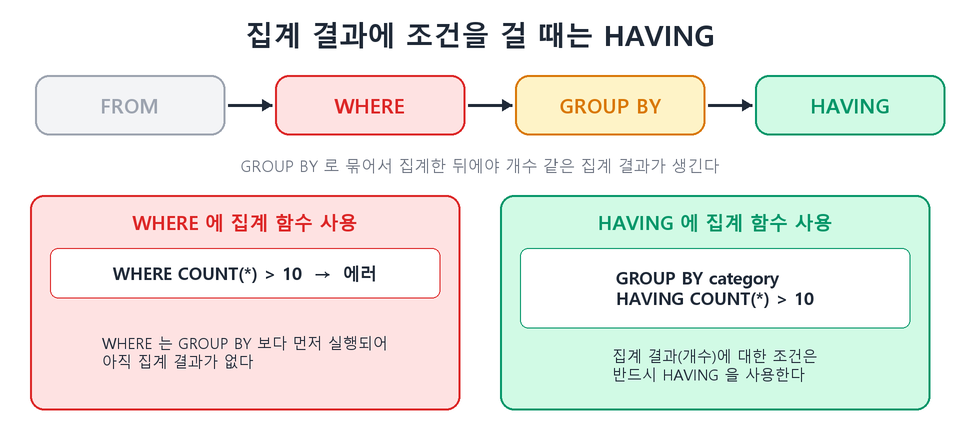 집계 결과에 조건을 걸 때는 HAVING
FROM
WHERE
GROUP BY
HAVING
GROUP BY 로 묶어서 집계한 뒤에야 개수 같은 집계 결과가 생긴다
WHERE 에 집계 함수 사용
WHERE COUNT(*) > 10 → 에러
WHERE 는 GROUP BY 보다 먼저 실행되어
아직 집계 결과가 없다
HAVING 에 집계 함수 사용
GROUP BY category
HAVING COUNT(*) > 10
집계 결과(개수)에 대한 조건은
반드시 HAVING 을 사용한다